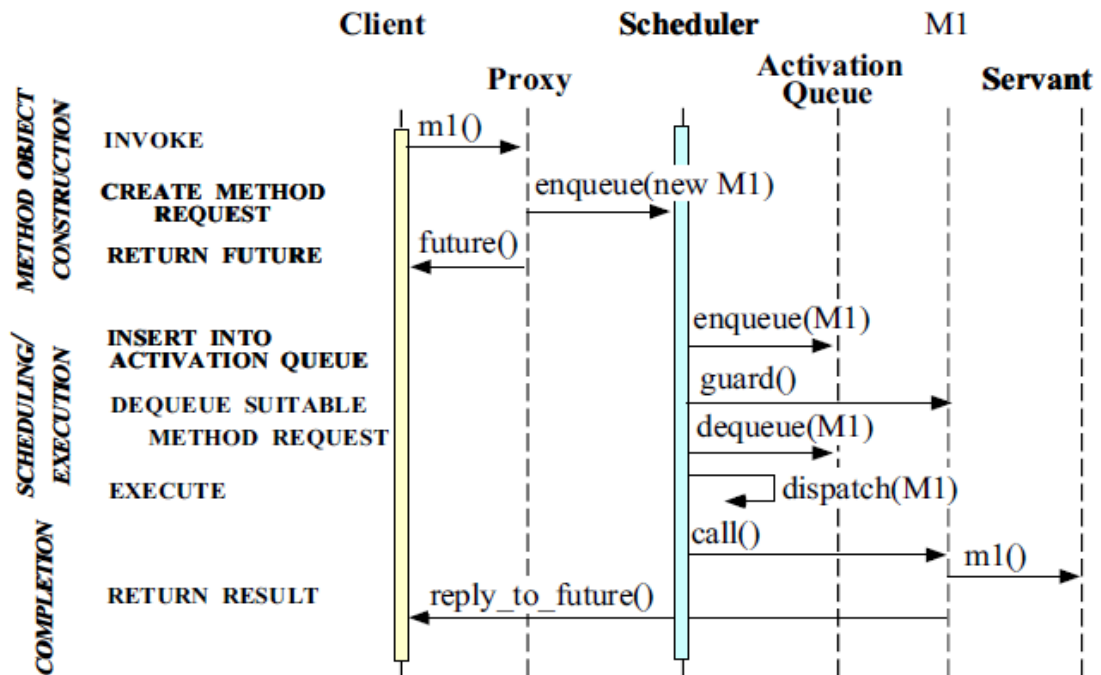 Client
Scheduler
M1
Proxy
Activation
Queue
Servant
METHOD OBJECT
CONSTRUCTION
INVOKE
m1()
CREATE METHOD
REQUEST
enqueue(new M1)
RETURN FUTURE
future()
SCHEDULING/
EXECUTION
INSERT INTO
ACTIVATION QUEUE
enqueue(M1)
guard()
DEQUEUE SUITABLE
METHOD REQUEST
dequeue(M1)
EXECUTE
dispatch(M1)
COMPLETION
call()
m1()
RETURN RESULT
reply_to_future()